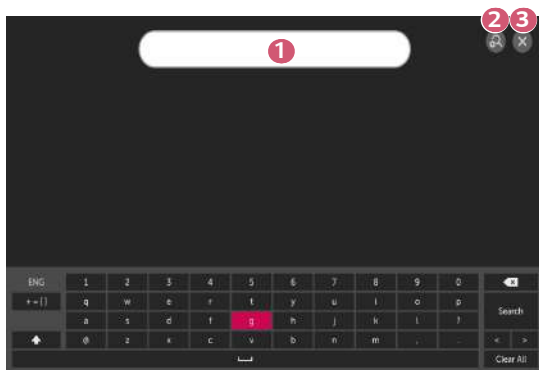 2 3
1
ENG 1 2 3 4 5 6 7 8 9 0
+=[] q w e r t y u i o p
Search
a s d f g h j k l ?
@ z x c v b n m , . < >
Clear All